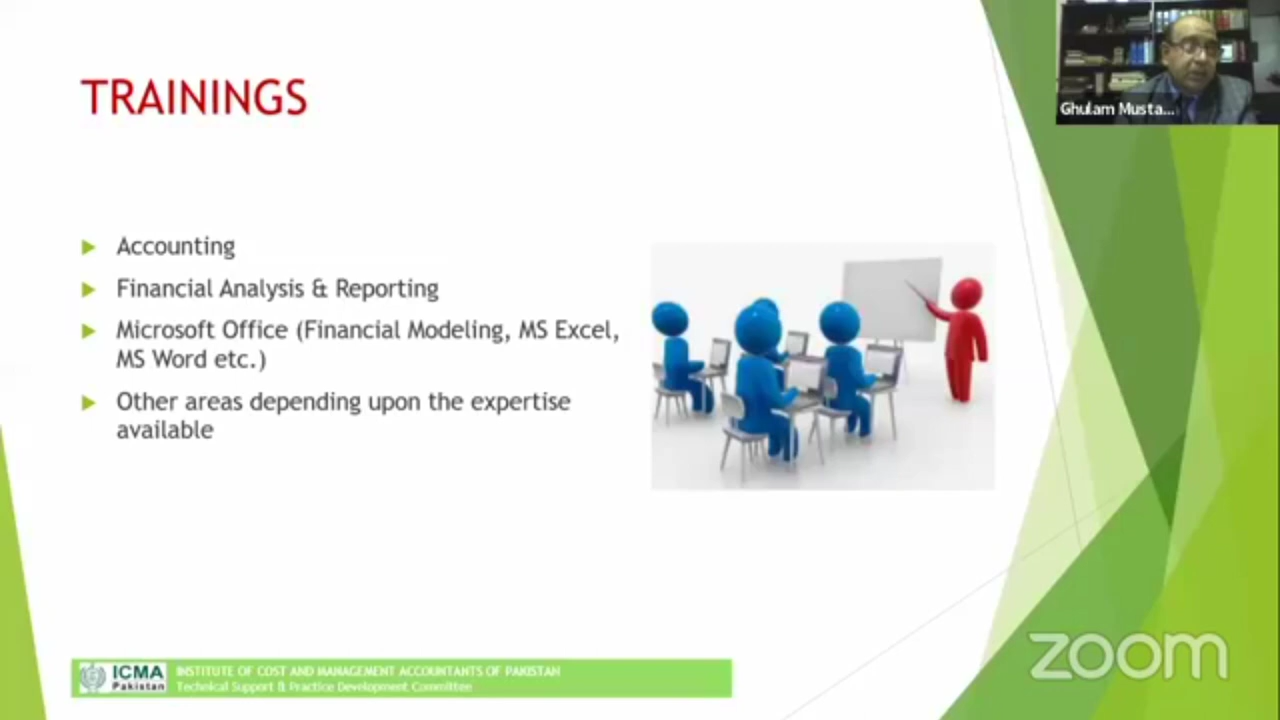 TRAININGS
Ghulam Musta...
Accounting
Financial Analysis & Reporting
Microsoft Office (Financial Modeling, MS Excel,
MS Word etc.)
Other areas depending upon the expertise
available
ICMA
Pakistan
INSTITUTE OF COST AND MANAGEMENT ACCOUNTANTS OF PAKISTAN
Technical Support & Practice Development Committee
zoom